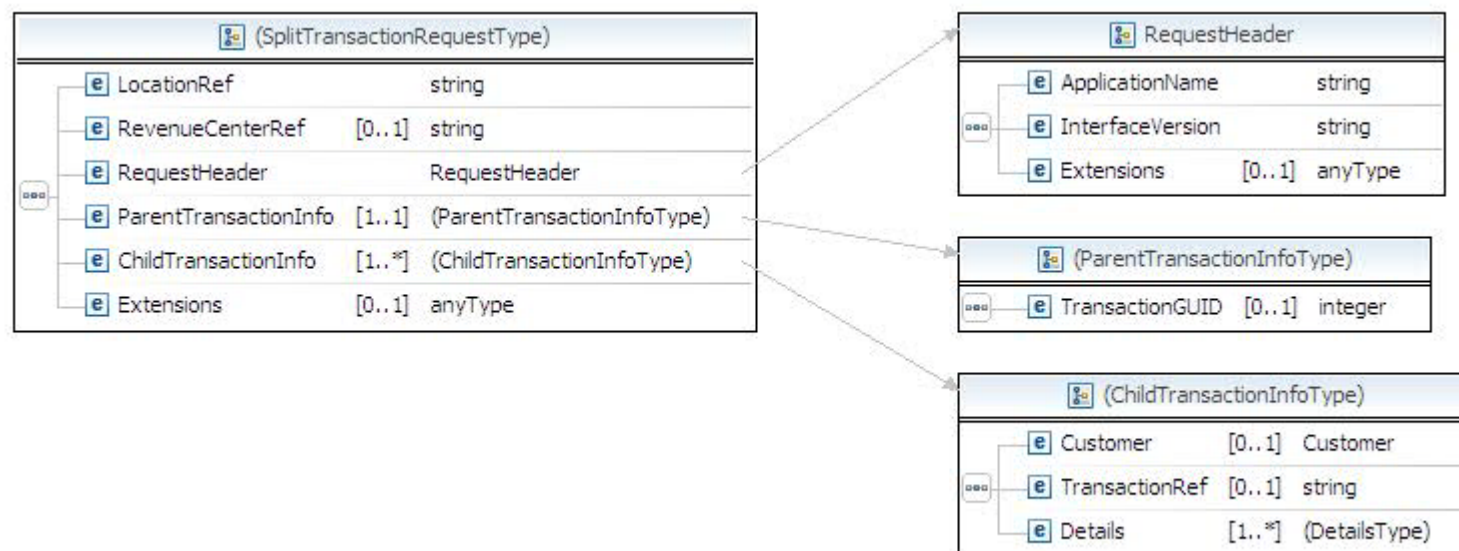 (SplitTransactionRequestType)
e LocationRef string
e RevenueCenterRef [0..1] string
e RequestHeader RequestHeader
e ParentTransactionInfo [1..1] (ParentTransactionInfoType)
e ChildTransactionInfo [1..*] (ChildTransactionInfoType)
e Extensions [0..1] anyType
RequestHeader
e ApplicationName string
e InterfaceVersion string
e Extensions [0..1] anyType
(ParentTransactionInfoType)
e TransactionGUID [0..1] integer
(ChildTransactionInfoType)
e Customer [0..1] Customer
e TransactionRef [0..1] string
e Details [1..*] (DetailsType)